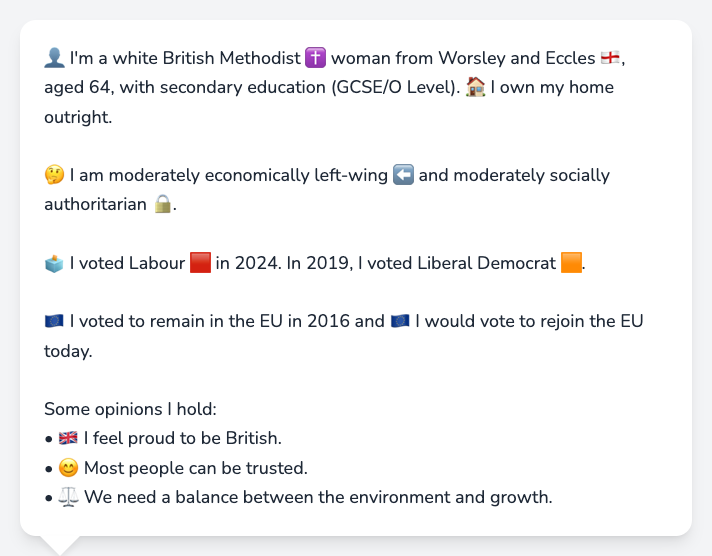 👤 I'm a white British Methodist ✝️ woman from Worsley and Eccles 🏴󠁧󠁢󠁥󠁮󠁧󠁿,
aged 64, with secondary education (GCSE/O Level). 🏠 I own my home
outright.
🤔 I am moderately economically left-wing ⬅️ and moderately socially
authoritarian 🔒.
🗳️ I voted Labour 🟥 in 2024. In 2019, I voted Liberal Democrat 🟧.
🇪🇺 I voted to remain in the EU in 2016 and 🇪🇺 I would vote to rejoin the EU
today.
Some opinions I hold:
• 🇬🇧 I feel proud to be British.
• 😊 Most people can be trusted.
• ⚖️ We need a balance between the environment and growth.